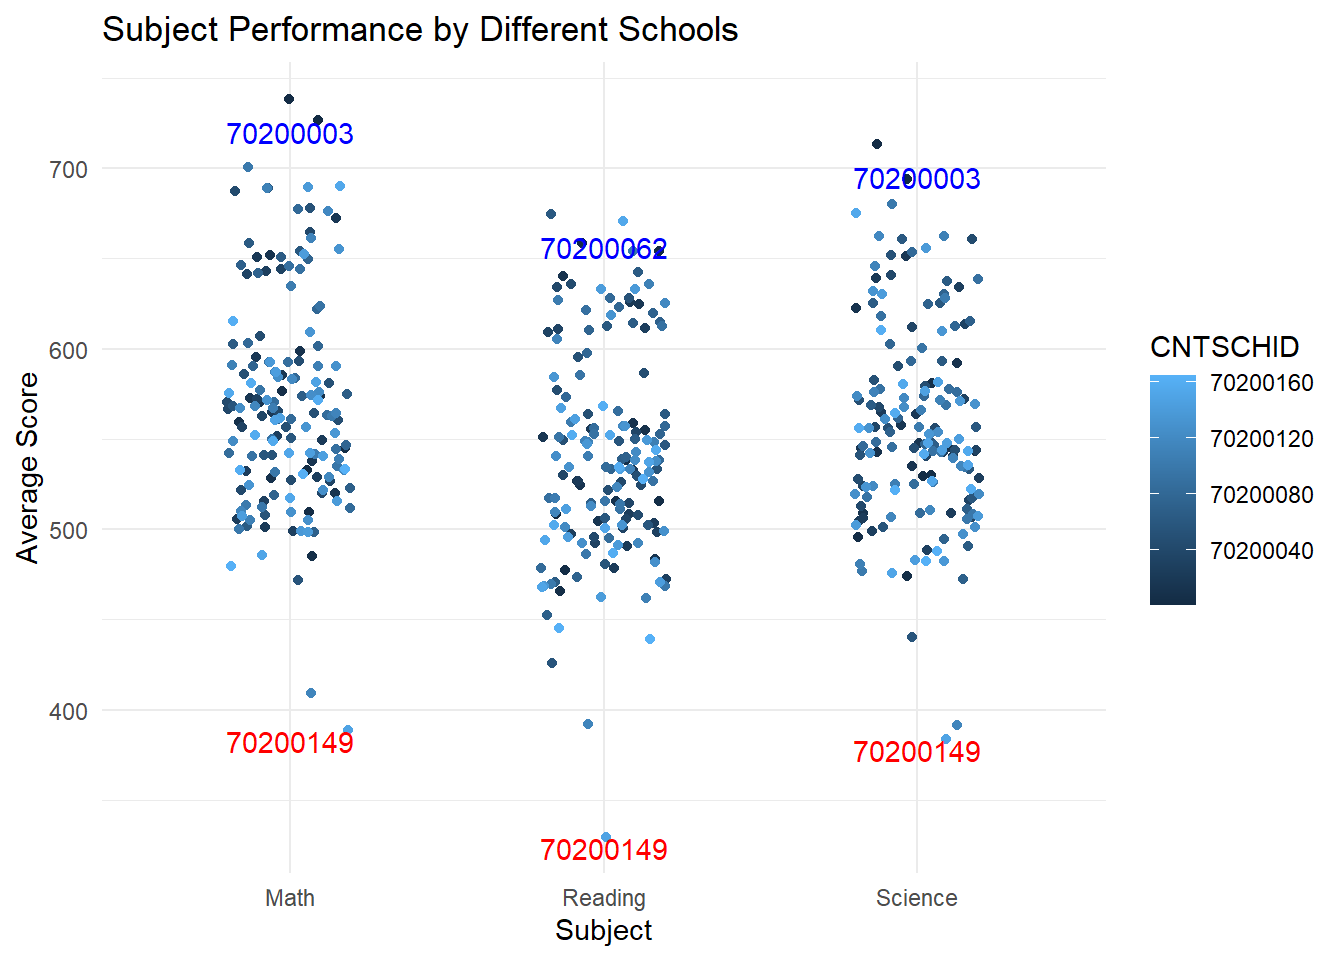 Subject Performance by Different Schools
Average Score
700
600
500
400
70200003
70200062
70200003
70200149
70200149
70200149
Math
Reading
Science
Subject
CNTSCHID
70200160
70200120
70200080
70200040